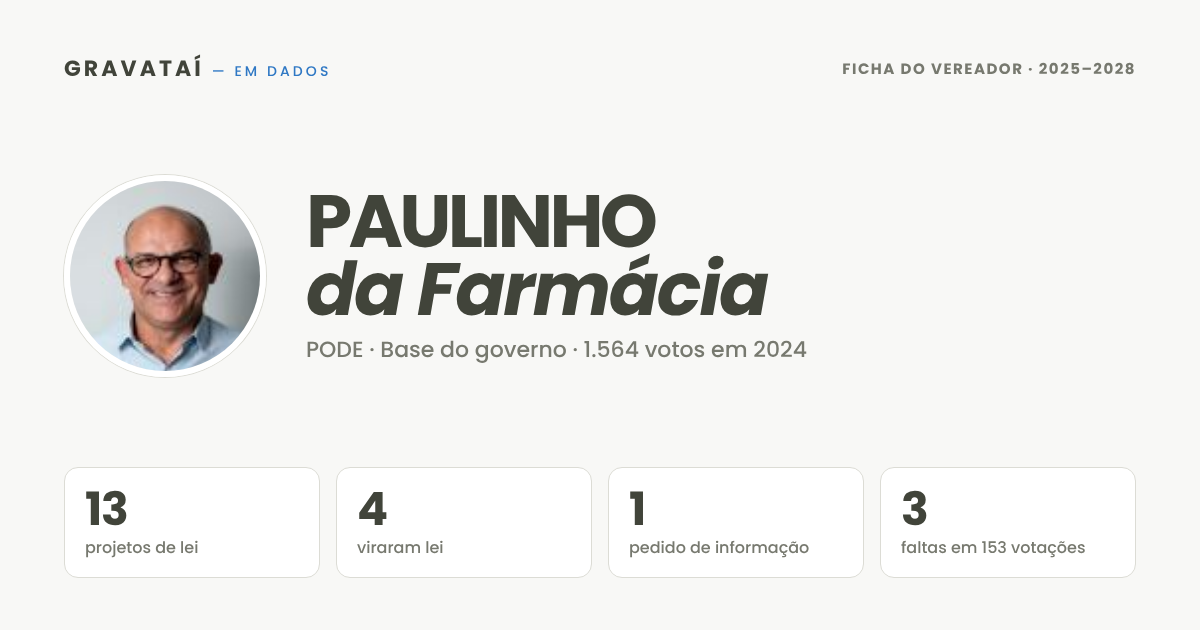 GRAVATAÍ — EM DADOS
FICHA DO VEREADOR · 2025–2028
PAULINHO
da Farmácia
PODE · Base do governo · 1.564 votos em 2024
13
projetos de lei
4
viraram lei
1
pedido de informação
3
faltas em 153 votações